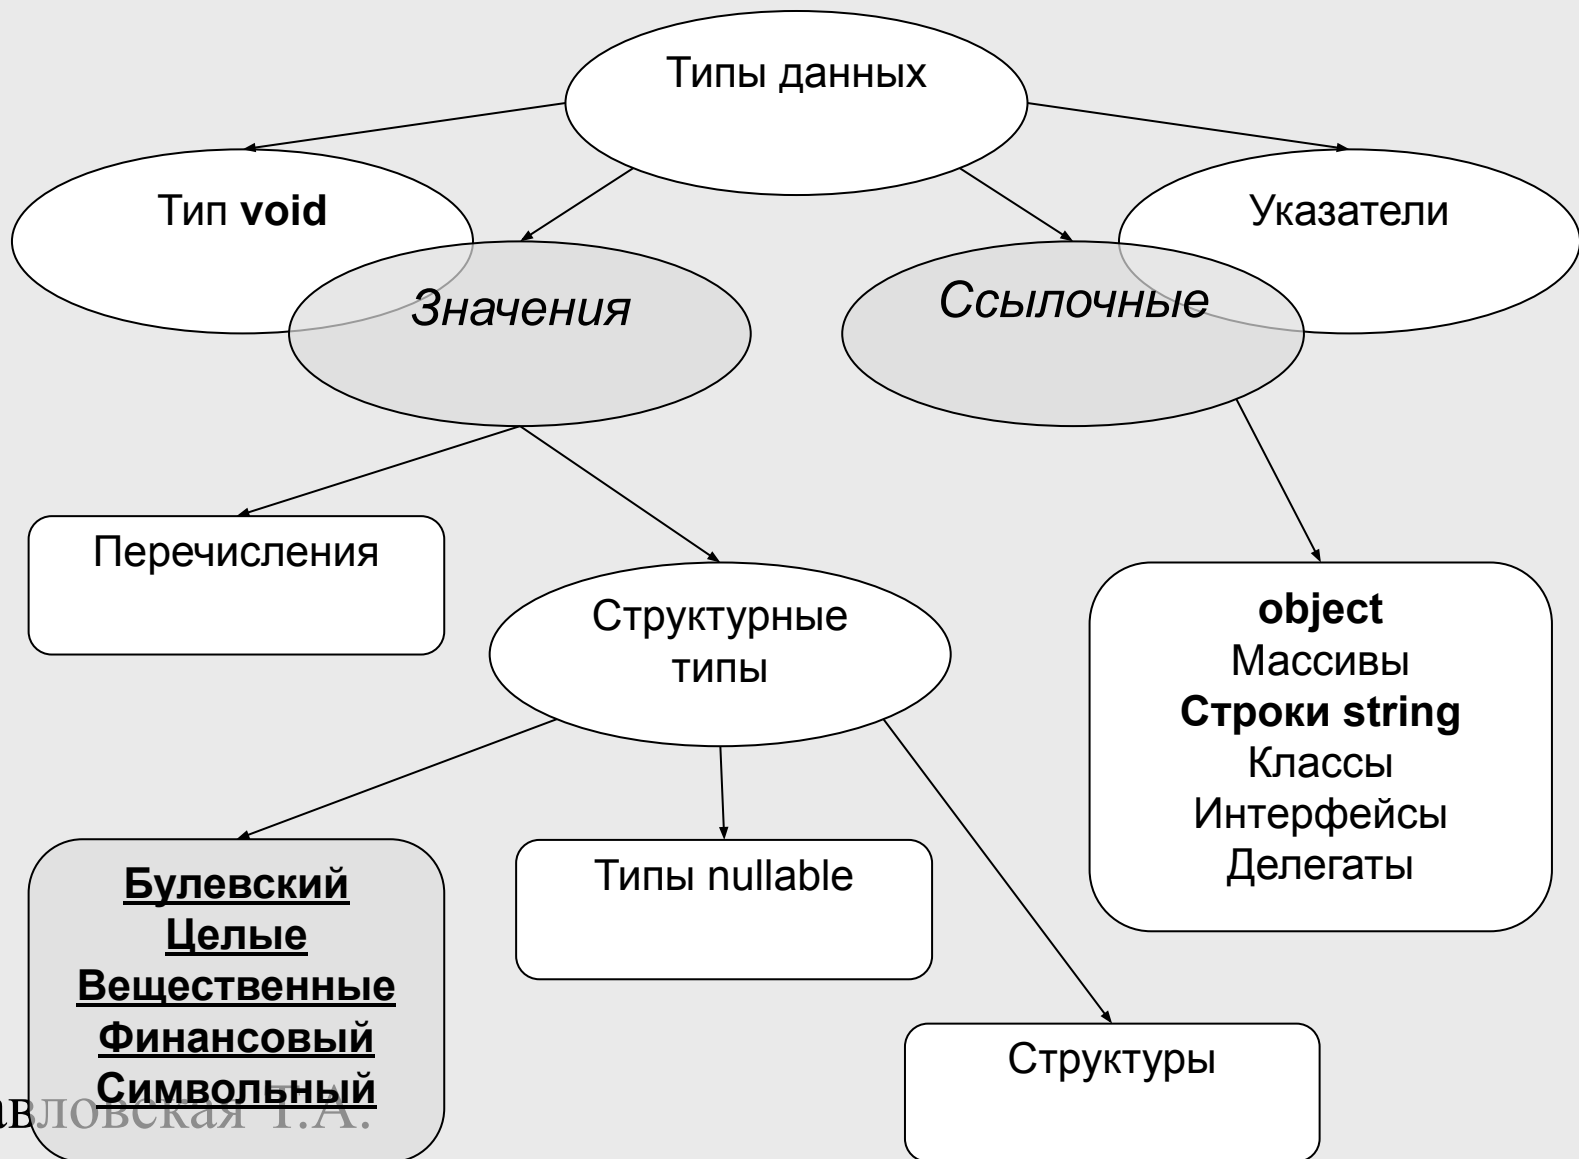 Типы данных
Тип void
Указатели
Значения
Ссылочные
Перечисления
Структурные
типы
object
Массивы
Строки string
Классы
Интерфейсы
Делегаты
Булевский
Целые
Вещественные
Финансовый
Символьный
Типы nullable
Структуры
авловская Т.А.